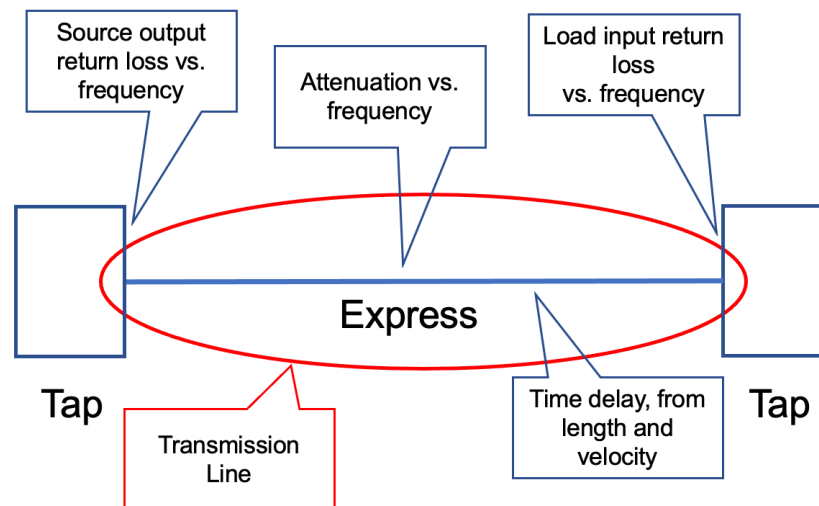 Source output
return loss vs.
frequency
Attenuation vs.
frequency
Load input return
loss
vs. frequency
Express
Tap
Tap
Transmission
Line
Time delay, from
length and
velocity